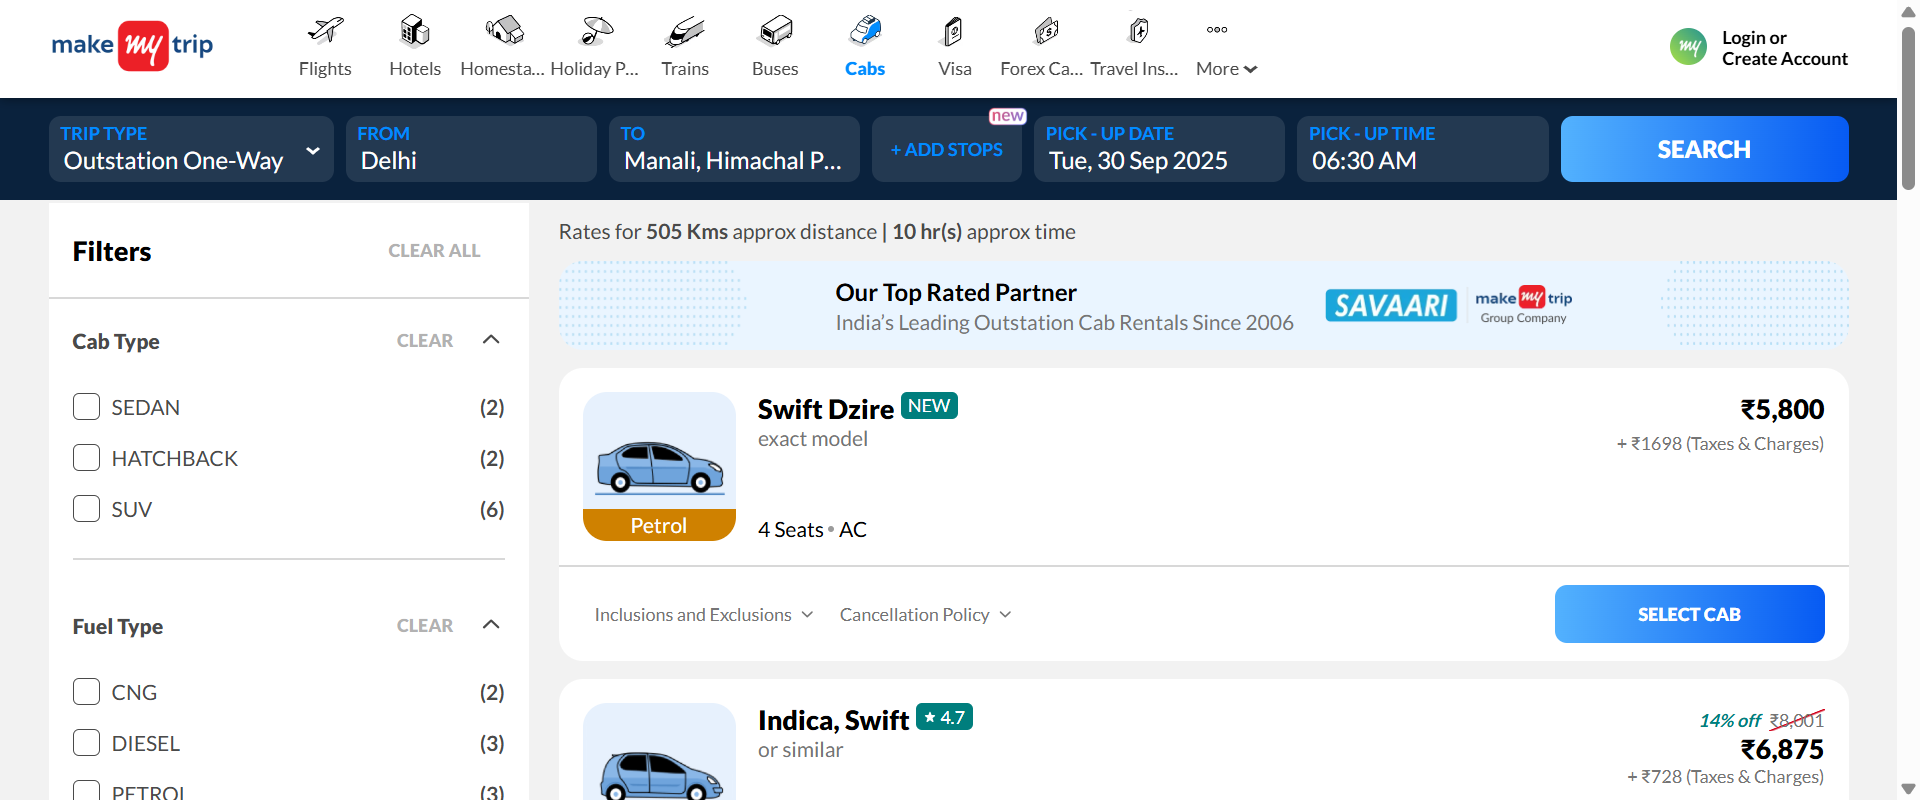 make my trip
Flights
Hotels
Homesta...
Holiday P...
Trains
Buses
Cabs
Visa
Forex Ca...
Travel Ins...
More
my
Login or
Create Account
TRIP TYPE
Outstation One-Way
FROM
Delhi
TO
Manali, Himachal P...
+ ADD STOPS
new
PICK - UP DATE
Tue, 30 Sep 2025
PICK - UP TIME
06:30 AM
SEARCH
Filters
CLEAR ALL
Cab Type
CLEAR
SEDAN (2)
HATCHBACK (2)
SUV (6)
Fuel Type
CLEAR
CNG (2)
DIESEL (3)
PETROL (3)
Rates for 505 Kms approx distance | 10 hr(s) approx time
Our Top Rated Partner
India's Leading Outstation Cab Rentals Since 2006
SAVAARI
make my trip
Group Company
Swift Dzire NEW
exact model
Petrol
4 Seats • AC
₹5,800
+ ₹1698 (Taxes & Charges)
Inclusions and Exclusions
Cancellation Policy
SELECT CAB
Indica, Swift ★ 4.7
or similar
14% off ₹8,001
₹6,875
+ ₹728 (Taxes & Charges)